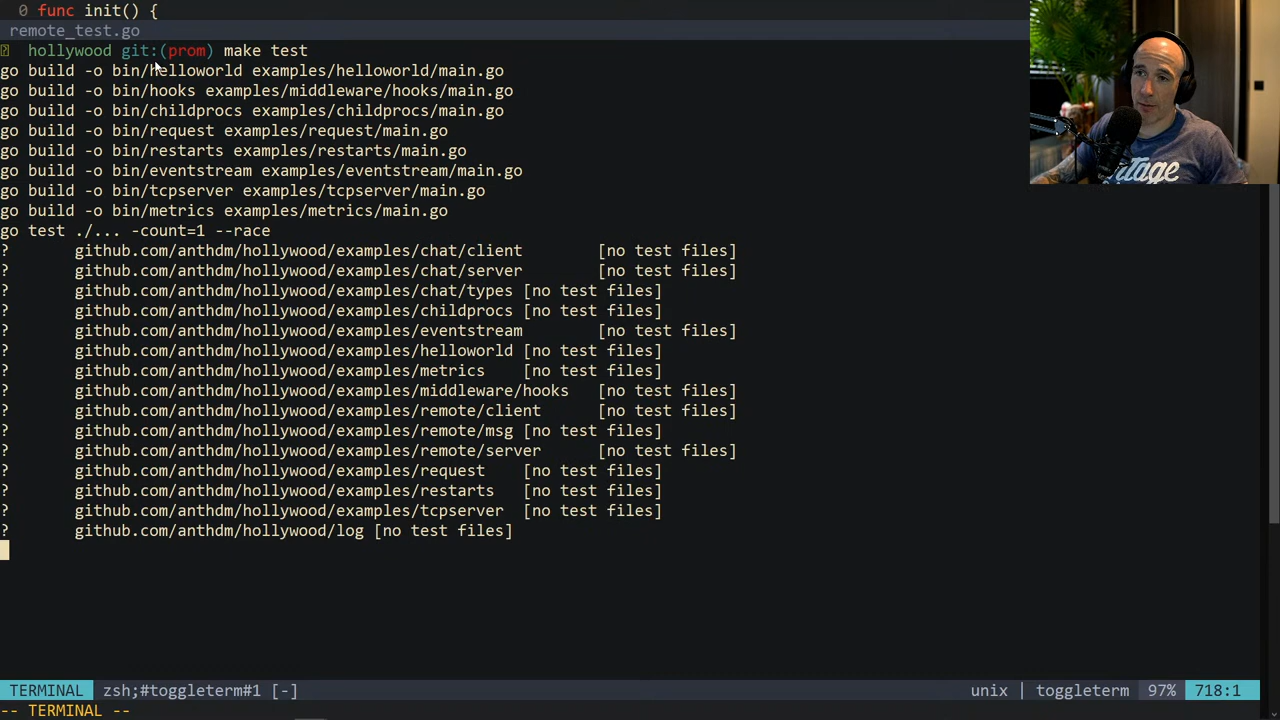 0 func init() {
remote_test.go
hollywood git:(prom) make test
go build -o bin/helloworld examples/helloworld/main.go
go build -o bin/hooks examples/middleware/hooks/main.go
go build -o bin/childprocs examples/childprocs/main.go
go build -o bin/request examples/request/main.go
go build -o bin/restarts examples/restarts/main.go
go build -o bin/eventstream examples/eventstream/main.go
go build -o bin/tcpserver examples/tcpserver/main.go
go build -o bin/metrics examples/metrics/main.go
go test ./... -count=1 --race
? github.com/anthdm/hollywood/examples/chat/client [no test files]
? github.com/anthdm/hollywood/examples/chat/server [no test files]
? github.com/anthdm/hollywood/examples/chat/types [no test files]
? github.com/anthdm/hollywood/examples/childprocs [no test files]
? github.com/anthdm/hollywood/examples/eventstream [no test files]
? github.com/anthdm/hollywood/examples/helloworld [no test files]
? github.com/anthdm/hollywood/examples/metrics [no test files]
? github.com/anthdm/hollywood/examples/middleware/hooks [no test files]
? github.com/anthdm/hollywood/examples/remote/client [no test files]
? github.com/anthdm/hollywood/examples/remote/msg [no test files]
? github.com/anthdm/hollywood/examples/remote/server [no test files]
? github.com/anthdm/hollywood/examples/request [no test files]
? github.com/anthdm/hollywood/examples/restarts [no test files]
? github.com/anthdm/hollywood/examples/tcpserver [no test files]
? github.com/anthdm/hollywood/log [no test files]
TERMINAL zsh;#toggleterm#1 [-] unix | toggleterm 97% 718:1
-- TERMINAL --